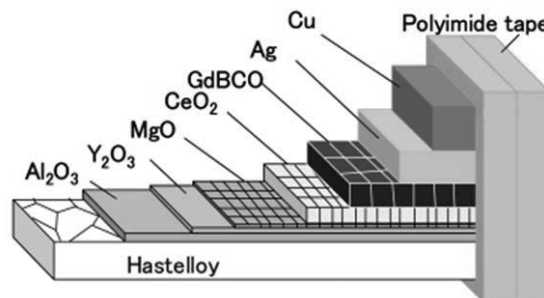 Polyimide tape
Cu
Ag
GdBCO
CeO₂
MgO
Y₂O₃
Al₂O₃
Hastelloy